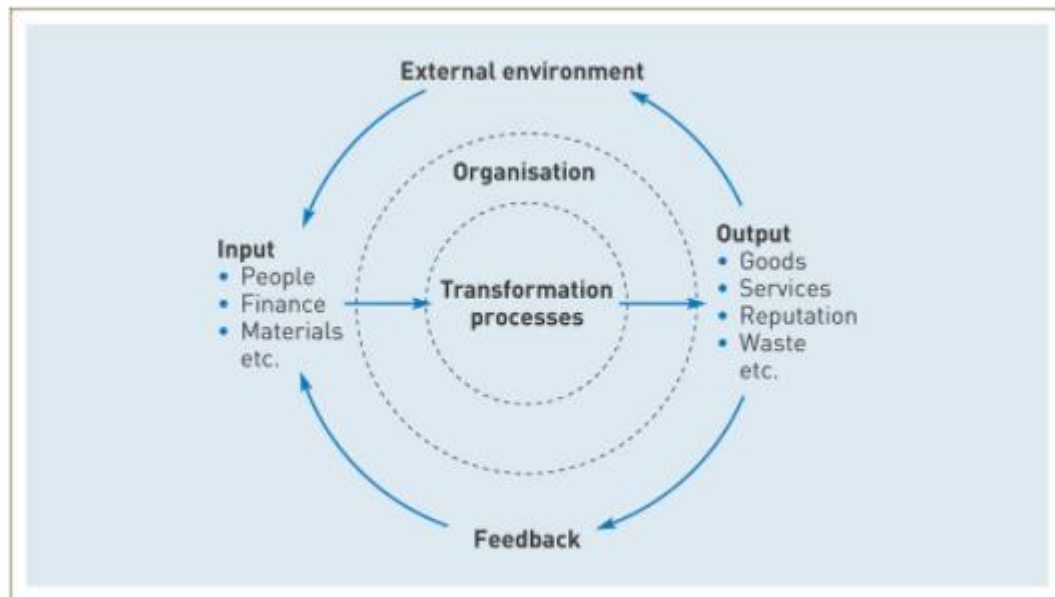 External environment
Organisation
Input
• People
• Finance
• Materials
etc.
Transformation
processes
Output
• Goods
• Services
• Reputation
• Waste
etc.
Feedback